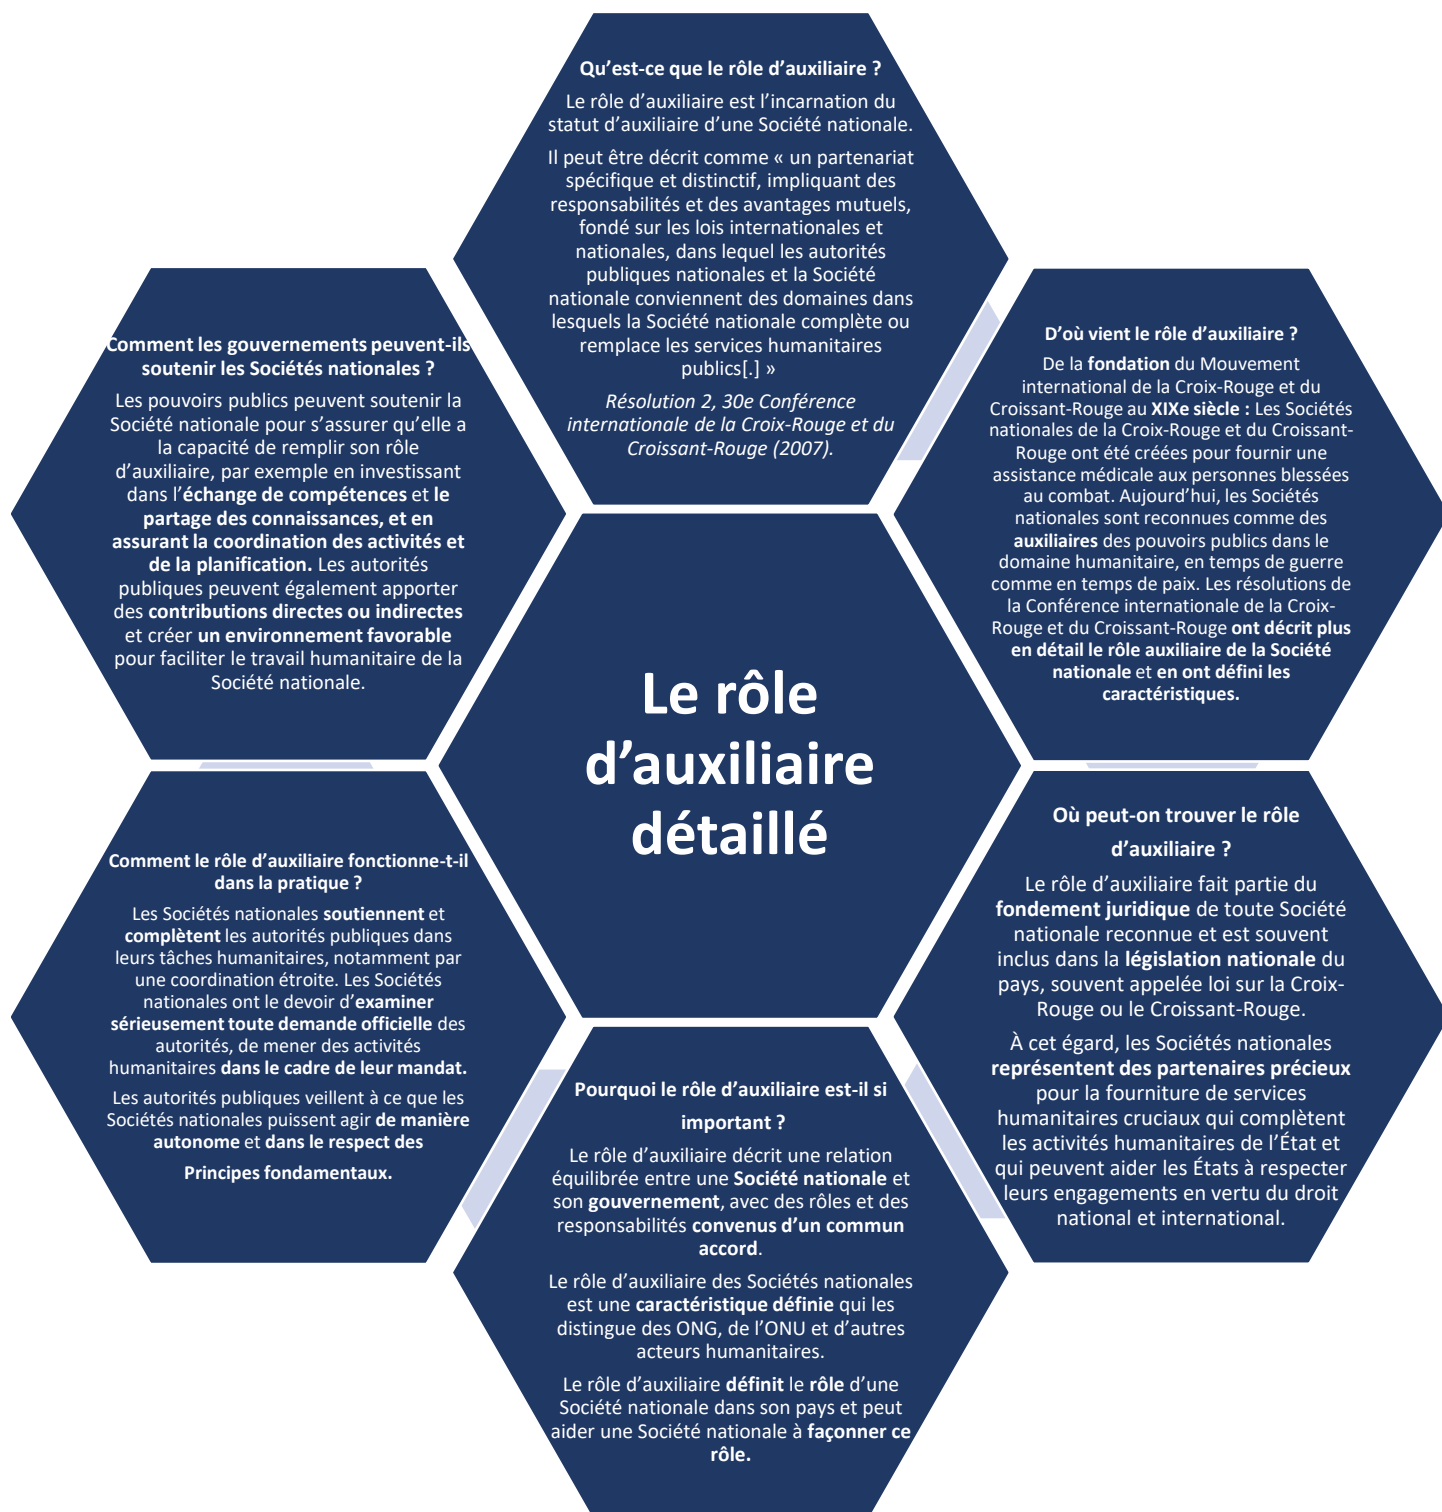 Qu’est-ce que le rôle d’auxiliaire ?
Le rôle d’auxiliaire est l’incarnation du
statut d’auxiliaire d’une Société nationale.
Il peut être décrit comme « un partenariat
spécifique et distinctif, impliquant des
responsabilités et des avantages mutuels,
fondé sur les lois internationales et
nationales, dans lequel les autorités
publiques nationales et la Société
nationale conviennent des domaines dans
lesquels la Société nationale complète ou
remplace les services humanitaires
publics[.] »
Résolution 2, 30e Conférence
internationale de la Croix-Rouge et du
Croissant-Rouge (2007).
D’où vient le rôle d’auxiliaire ?
De la fondation du Mouvement
international de la Croix-Rouge et du
Croissant-Rouge au XIXe siècle : Les Sociétés
nationales de la Croix-Rouge et du Croissant-
Rouge ont été créées pour fournir une
assistance médicale aux personnes blessées
au combat. Aujourd’hui, les Sociétés
nationales sont reconnues comme des
auxiliaires des pouvoirs publics dans le
domaine humanitaire, en temps de guerre
comme en temps de paix. Les résolutions de
la Conférence internationale de la Croix-
Rouge et du Croissant-Rouge ont décrit plus
en détail le rôle auxiliaire de la Société
nationale et en ont défini les
caractéristiques.
Où peut-on trouver le rôle
d’auxiliaire ?
Le rôle d’auxiliaire fait partie du
fondement juridique de toute Société
nationale reconnue et est souvent
inclus dans la législation nationale du
pays, souvent appelée loi sur la Croix-
Rouge ou le Croissant-Rouge.
À cet égard, les Sociétés nationales
représentent des partenaires précieux
pour la fourniture de services
humanitaires cruciaux qui complètent
les activités humanitaires de l’État et
qui peuvent aider les États à respecter
leurs engagements en vertu du droit
national et international.
Pourquoi le rôle d’auxiliaire est-il si
important ?
Le rôle d’auxiliaire décrit une relation
équilibrée entre une Société nationale et
son gouvernement, avec des rôles et des
responsabilités convenus d’un commun
accord.
Le rôle d’auxiliaire des Sociétés nationales
est une caractéristique définie qui les
distingue des ONG, de l’ONU et d’autres
acteurs humanitaires.
Le rôle d’auxiliaire définit le rôle d’une
Société nationale dans son pays et peut
aider une Société nationale à façonner ce
rôle.
Comment le rôle d’auxiliaire fonctionne-t-il
dans la pratique ?
Les Sociétés nationales soutiennent et
complètent les autorités publiques dans
leurs tâches humanitaires, notamment par
une coordination étroite. Les Sociétés
nationales ont le devoir d’examiner
sérieusement toute demande officielle des
autorités, de mener des activités
humanitaires dans le cadre de leur mandat.
Les autorités publiques veillent à ce que les
Sociétés nationales puissent agir de manière
autonome et dans le respect des
Principes fondamentaux.
Comment les gouvernements peuvent-ils
soutenir les Sociétés nationales ?
Les pouvoirs publics peuvent soutenir la
Société nationale pour s’assurer qu’elle a
la capacité de remplir son rôle
d’auxiliaire, par exemple en investissant
dans l’échange de compétences et le
partage des connaissances, et en
assurant la coordination des activités et
de la planification. Les autorités
publiques peuvent également apporter
des contributions directes ou indirectes
et créer un environnement favorable
pour faciliter le travail humanitaire de la
Société nationale.
Le rôle
d’auxiliaire
détaillé